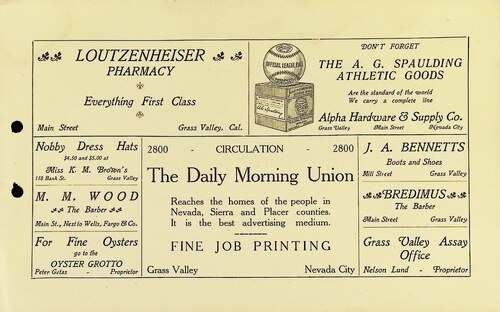 LOUTZENHEISER
PHARMACY
Everything First Class
Main Street Grass Valley, Cal.
OFFICIAL LEAGUE BALL
DON'T FORGET
THE A. G. SPAULDING
ATHLETIC GOODS
Are the standard of the world
We carry a complete line
Alpha Hardware & Supply Co.
Grass Valley Main Street Nevada City
Nobby Dress Hats
$4.50 and $5.00 at
Miss K. M. Brown's
118 Bank St. Grass Valley
M. M. WOOD
The Barber
Main St., Next to Wells, Fargo & Co.
For Fine Oysters
go to the
OYSTER GROTTO
Peter Getas - Proprietor
2800 - CIRCULATION - 2800
The Daily Morning Union
Reaches the homes of the people in
Nevada, Sierra and Placer counties.
It is the best advertising medium.
FINE JOB PRINTING
Grass Valley Nevada City
J. A. BENNETTS
Boots and Shoes
Mill Street Grass Valley
BREDIMUS
The Barber
Main Street Grass Valley
Grass Valley Assay
Office
Nelson Lund - Proprietor